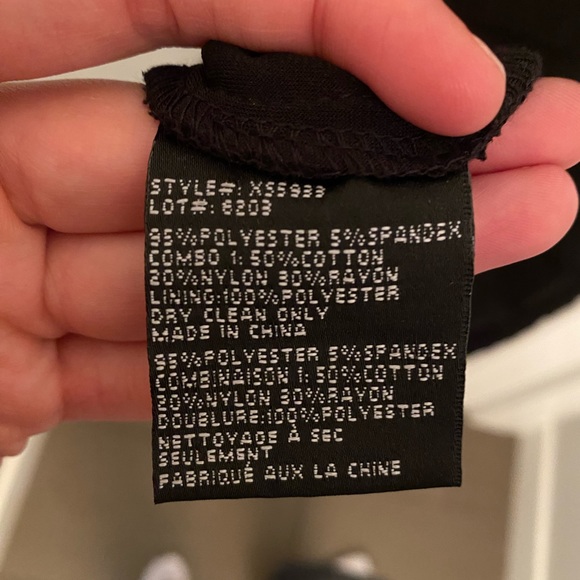 STYLE#: XS5933
LOT#: 6203
95%POLYESTER 5%SPANDEX
COMBO 1: 50%COTTON
20%NYLON 30%RAYON
LINING:100%POLYESTER
DRY CLEAN ONLY
MADE IN CHINA
95%POLYESTER 5%SPANDEX
COMBINAISON 1: 50%COTTON
20%NYLON 30%RAYON
DOUBLURE:100%POLYESTER
NETTOYAGE À SEC
SEULEMENT
FABRIQUÉ AUX LA CHINE